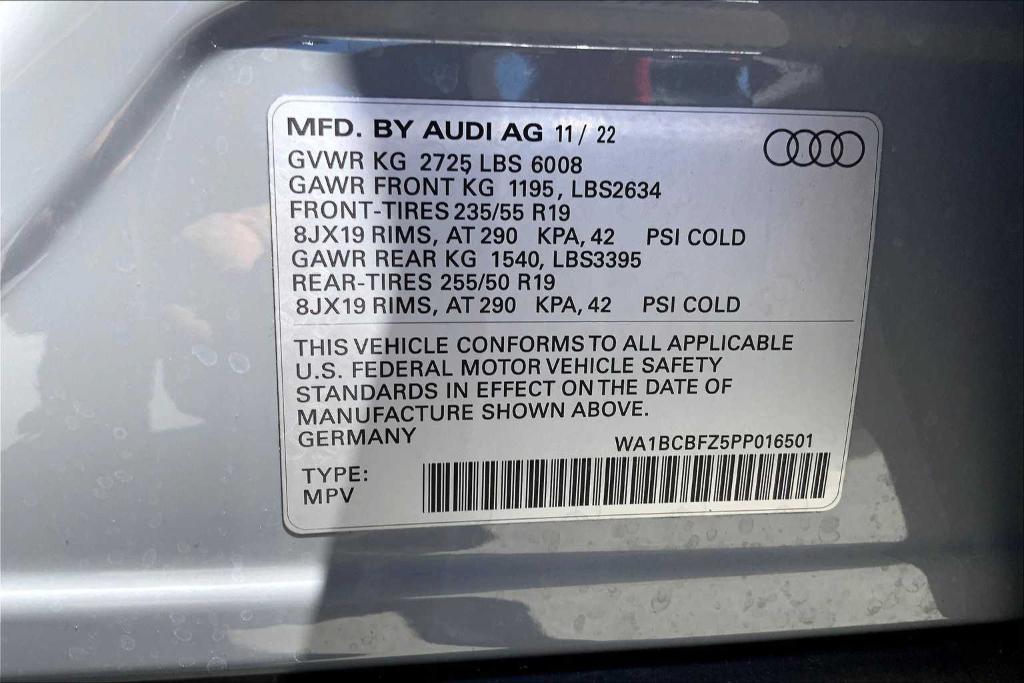 MFD. BY AUDI AG 11/ 22
GVWR KG 2725 LBS 6008
GAWR FRONT KG 1195, LBS2634
FRONT-TIRES 235/55 R19
8JX19 RIMS, AT 290 KPA, 42 PSI COLD
GAWR REAR KG 1540, LBS3395
REAR-TIRES 255/50 R19
8JX19 RIMS, AT 290 KPA, 42 PSI COLD
THIS VEHICLE CONFORMS TO ALL APPLICABLE
U.S. FEDERAL MOTOR VEHICLE SAFETY
STANDARDS IN EFFECT ON THE DATE OF
MANUFACTURE SHOWN ABOVE.
GERMANY
WA1BCBFZ5PP016501
TYPE:
MPV